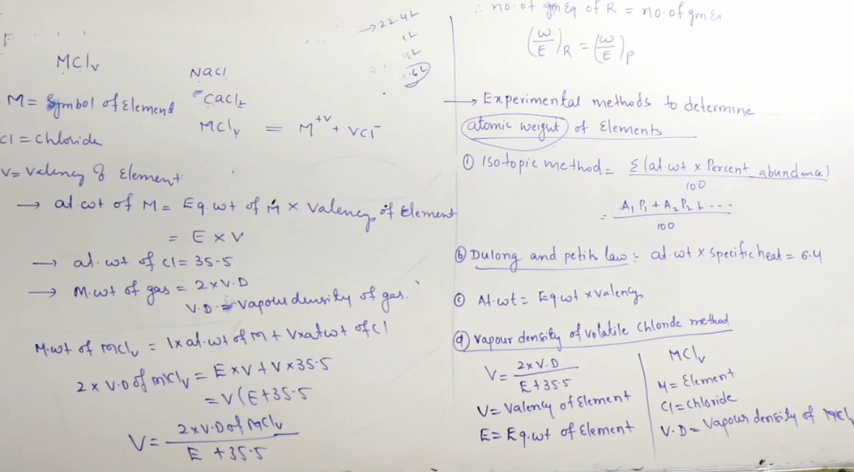 MClv
M = Symbol of Element
Cl = Chloride
V = Valency of Element
NaCl
CaCl2
MClv = M+v + VCl-
→ 22.4L
1L
→ at.wt of M = Eq wt of M × Valency of Element
= E × V
→ at.wt of Cl = 35.5
→ M.wt of gas = 2×V.D
V.D = Vapour density of gas.
M.wt of MClv = 1×at.wt of M + V×at wt of Cl
2 × V.D of MClv = E×V + V×35.5
= V(E+35.5
V = 2×V.D of MClv
E + 35.5
∴ no. of gm Eq of R = no. of gm Eq
(w/E)R = (w/E)P
→ Experimental methods to determine
atomic weight of Elements
① Isotopic method = Σ(at.wt × Percent abundance)
100
= A1P1 + A2P2 + ...
100
ⓑ Dulong and petits law :- at wt × specific heat = 6.4
ⓒ At.wt = Eq.wt × valency
ⓓ Vapour density of volatile Chloride method
V = 2×V.D
E+35.5
V = Valency of Element
E = Eq.wt of Element
MClv
M = Element
Cl = Chloride
V.D = Vapour density of MClv